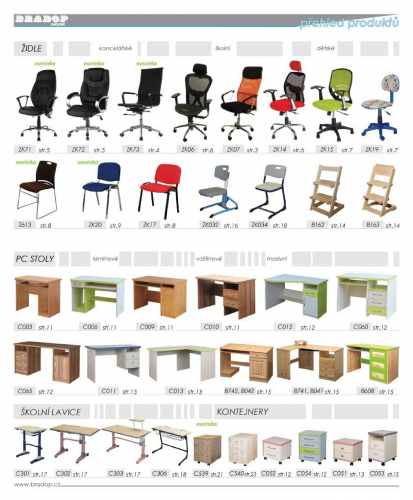 BRADOP
přehled produktů
ŽIDLE kancelářské školní dětské
novinka novinka novinka
ZK71 str.5 ZK72 str.5 ZK73 str.4 ZK06 str.6 ZK07 str.3 ZK14 str.6 ZK15 str.7 ZK19 str.7
novinka
Z613 str.8 ZK20 str.9 ZK17 str.8 ZK032 str.16 ZK034 str.18 B162 str.14 B163 str.14
PC STOLY lamínové masivní
C003 str.11 C006 str.11 C009 str.11 C010 str.11 C012 str.12 C060 str.12
C065 str.12 C011 str.13 C013 str.13 B742, B042 str.15 B741, B041 str.15 B608 str.15
ŠKOLNÍ LAVICE KONTEJNERY
novinka
C301 str.17 C302 str.17 C303 str.17 C306 str.18 C539 str.21 C540 str.23 C052 str.12 C054 str.12 C051 str.13 C053 str.13
www.bradop.cz